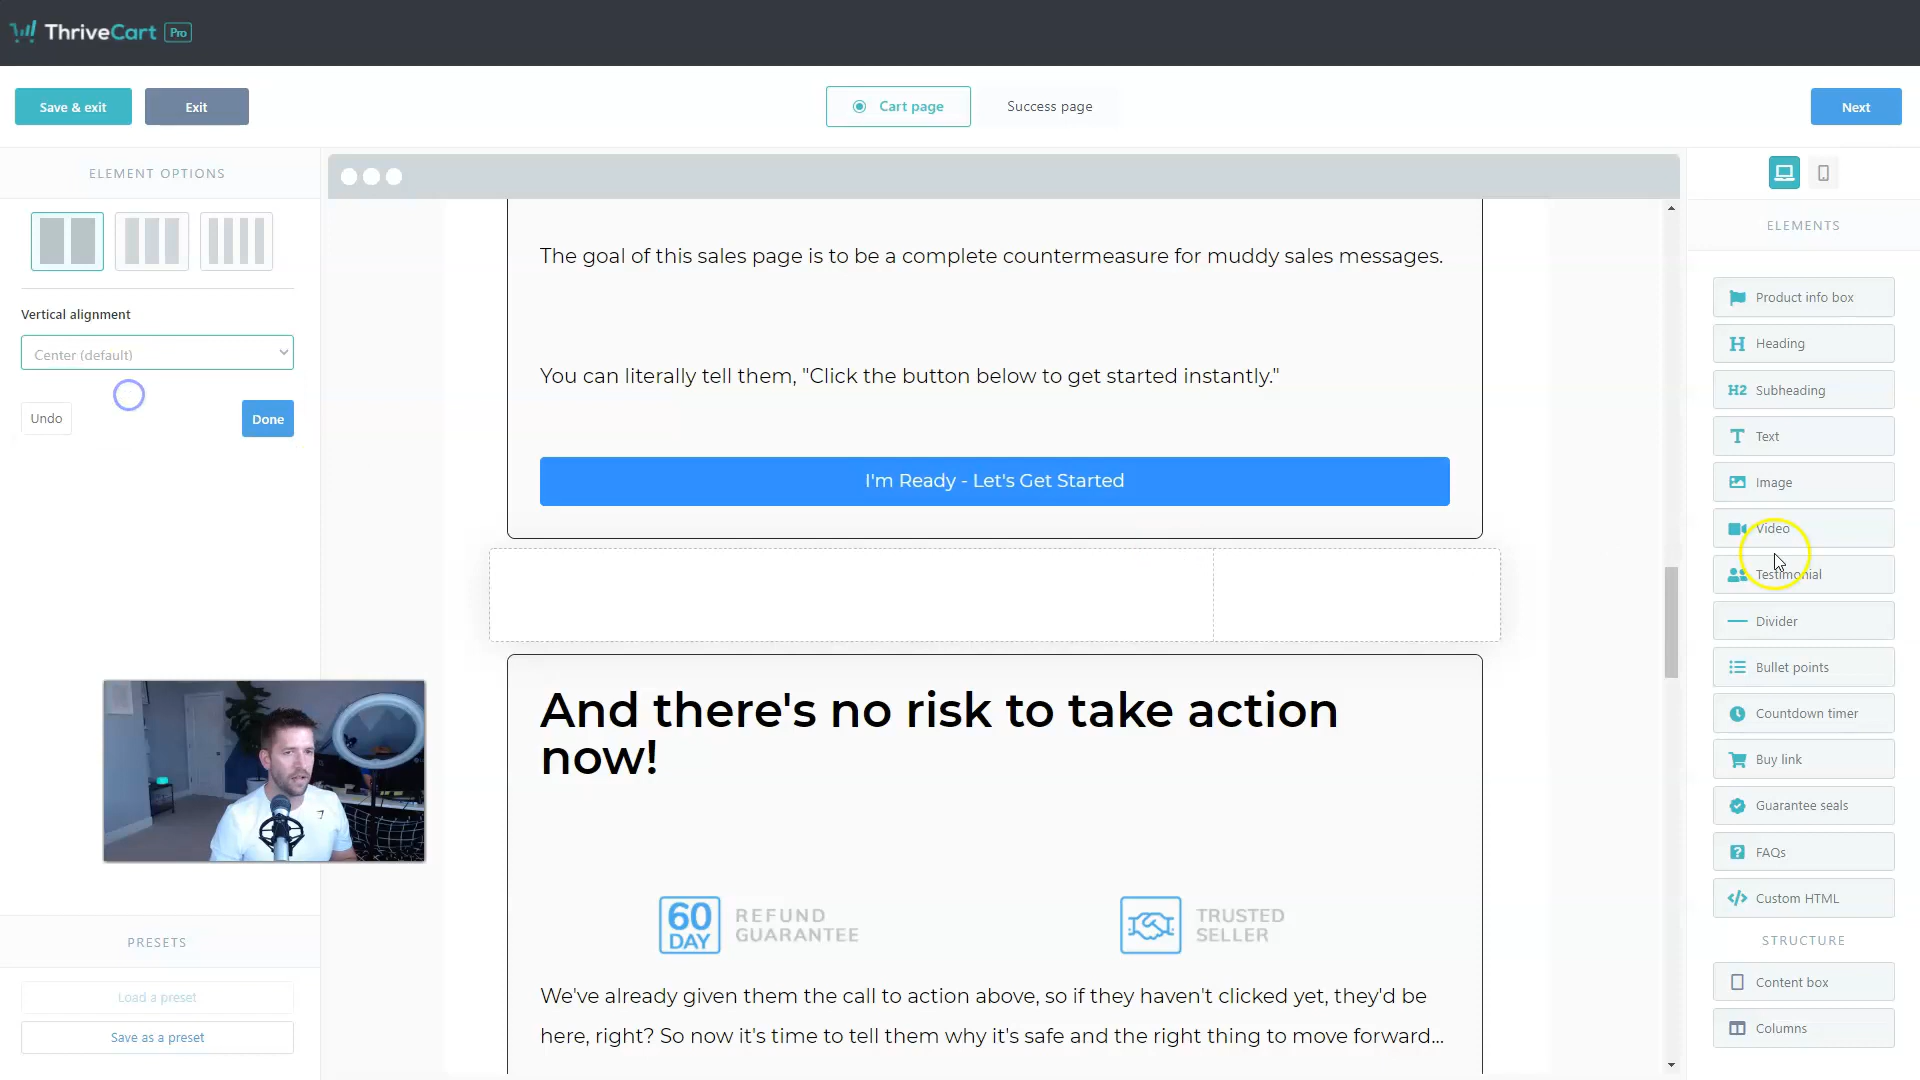 ThriveCart Pro
Save & exit
Exit
Cart page
Success page
Next
ELEMENT OPTIONS
Vertical alignment
Center (default)
Undo
Done
PRESETS
Load a preset
Save as a preset
The goal of this sales page is to be a complete countermeasure for muddy sales messages.
You can literally tell them, "Click the button below to get started instantly."
I'm Ready - Let's Get Started
And there's no risk to take action
now!
60
DAY
REFUND
GUARANTEE
TRUSTED
SELLER
We've already given them the call to action above, so if they haven't clicked yet, they'd be
here, right? So now it's time to tell them why it's safe and the right thing to move forward...
ELEMENTS
Product info box
H Heading
H2 Subheading
T Text
Image
Video
Testimonial
Divider
Bullet points
Countdown timer
Buy link
Guarantee seals
? FAQs
</> Custom HTML
STRUCTURE
Content box
Columns